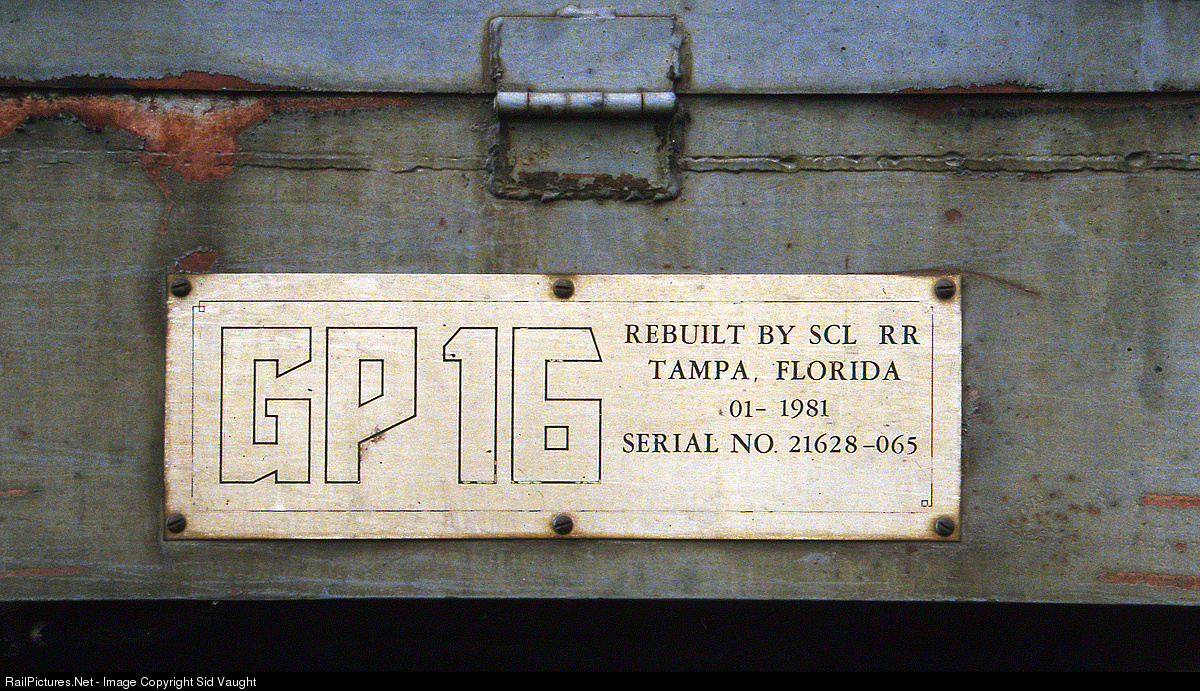 GP16
REBUILT BY SCL RR
TAMPA, FLORIDA
01- 1981
SERIAL NO. 21628-065
RailPictures.Net - Image Copyright Sid Vaught